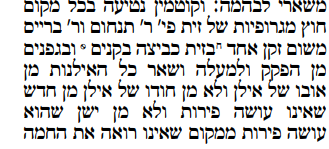 משארי לבהמה: וקוטמין נטיעה בכל מקום
חוץ מגרופיות של זית פי' ר' תנחום ור' ברייס
משום זקן אחד בזית כביצה בקנים ובגפנים
מן הפקק ולמעלה ושאר כל האילנות מן
אובו של אילן ולא מן חודו של אילן מן חדש
שאינו עושה פירות ולא מן ישן שהוא
עושה פירות ממקום שאינו רואה את החמה